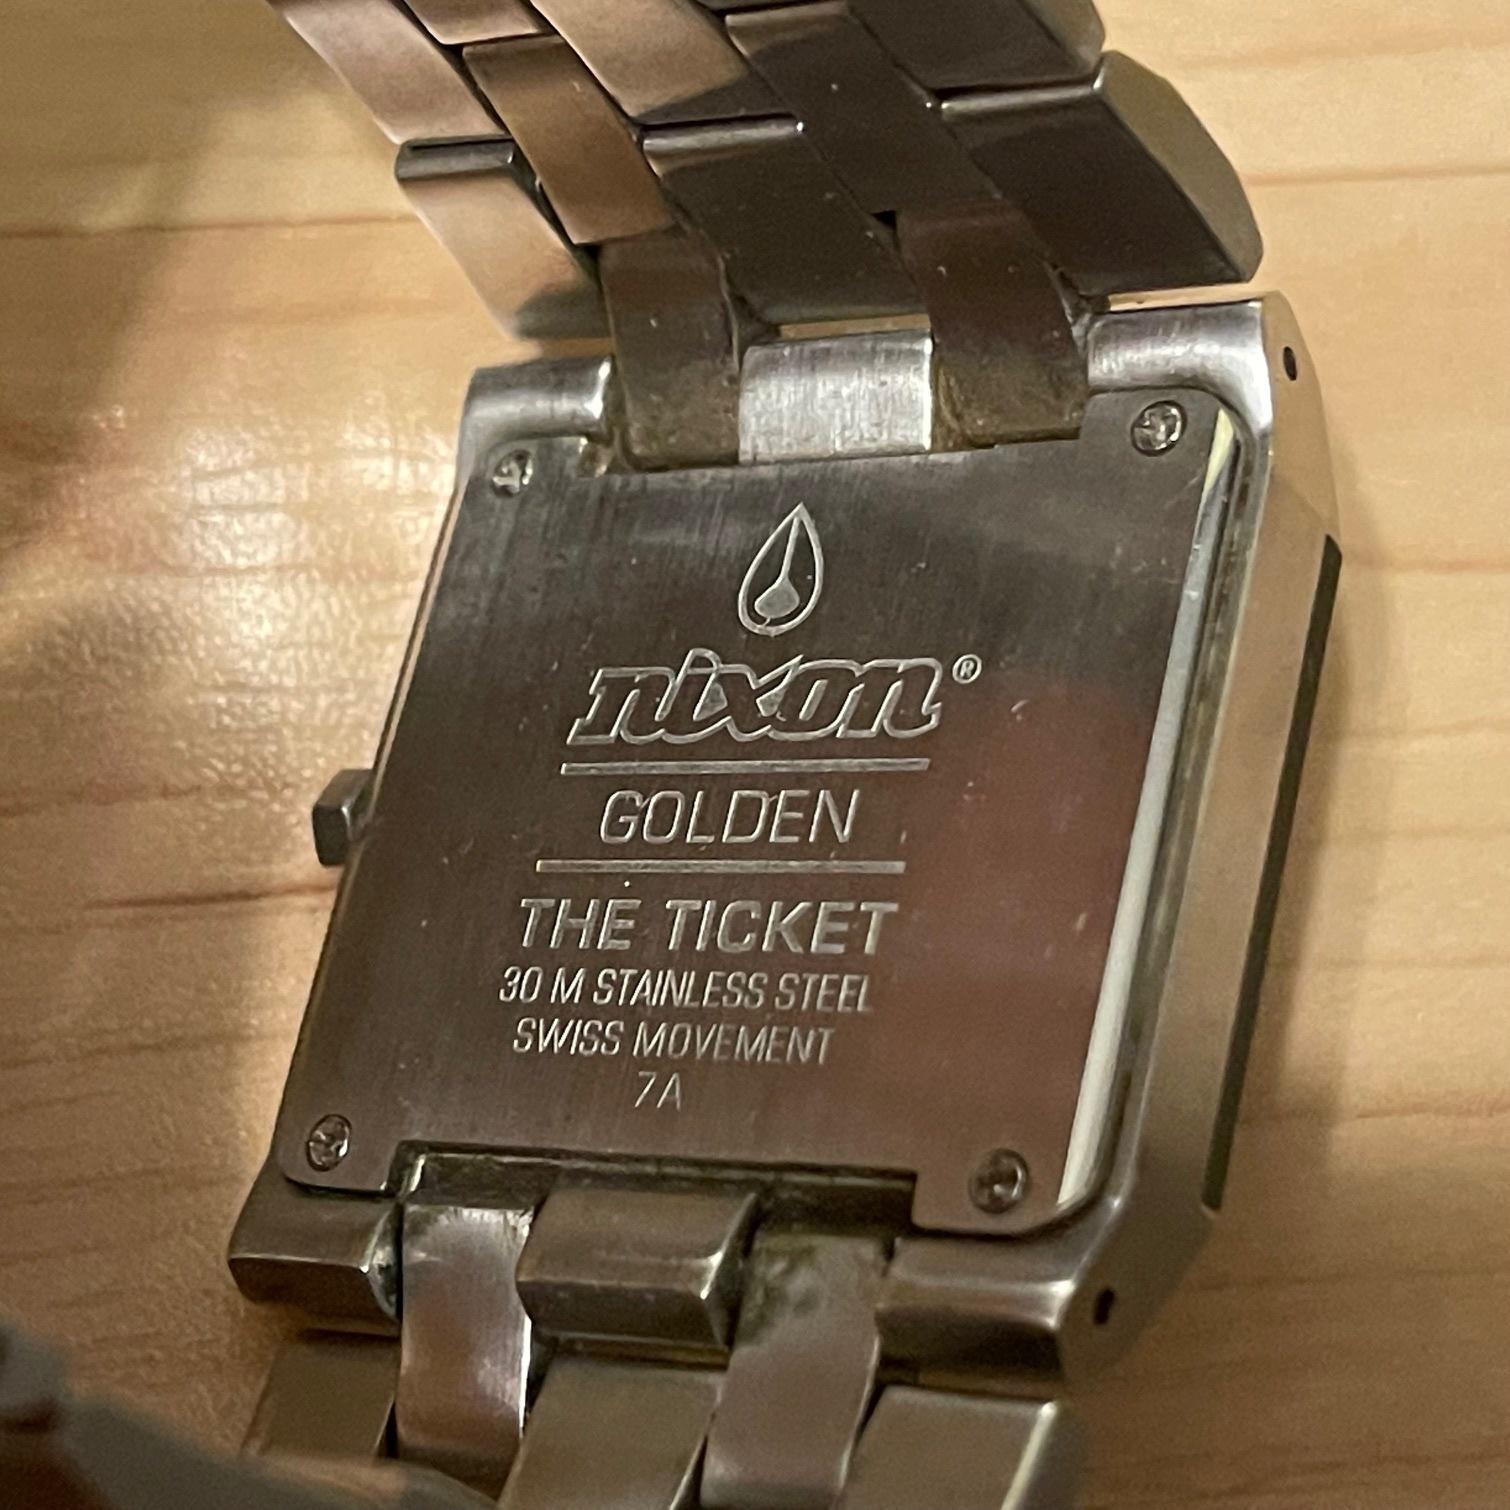 nixon®
GOLDEN
THE TICKET
30 M STAINLESS STEEL
SWISS MOVEMENT
7A